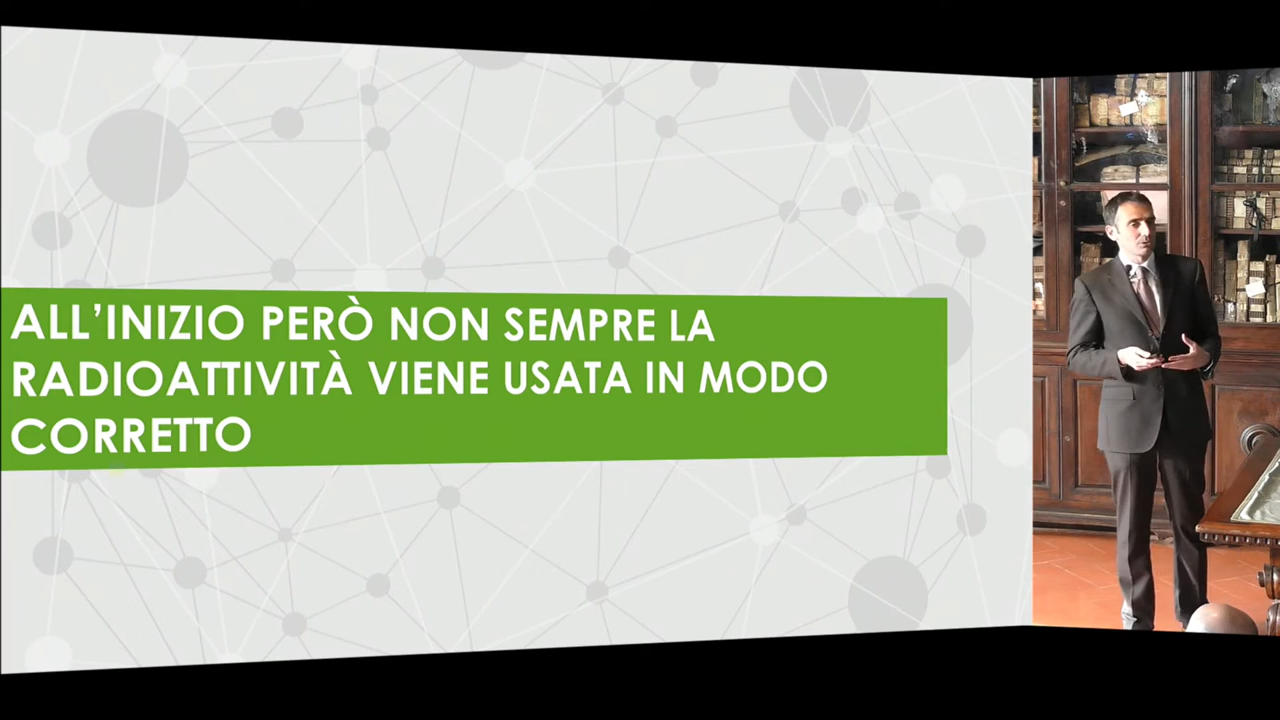 ALL’INIZIO PERÒ NON SEMPRE LA
RADIOATTIVITÀ VIENE USATA IN MODO
CORRETTO